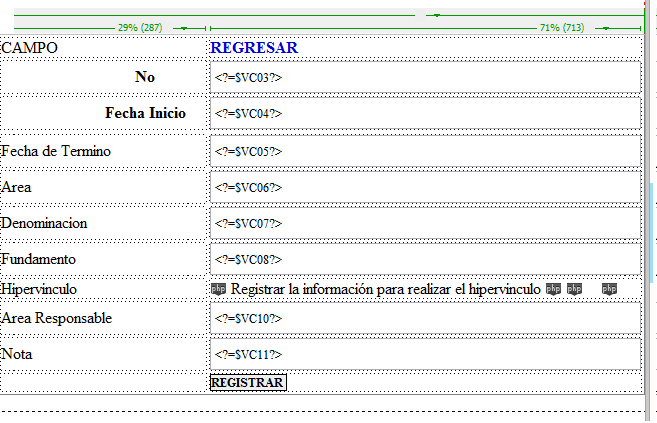 29% (287) 71% (713)
CAMPO REGRESAR
No <?=$VC03?>
Fecha Inicio <?=$VC04?>
Fecha de Termino <?=$VC05?>
Area <?=$VC06?>
Denominacion <?=$VC07?>
Fundamento <?=$VC08?>
Hipervinculo php Registrar la información para realizar el hipervinculo php php php
Area Responsable <?=$VC10?>
Nota <?=$VC11?>
REGISTRAR